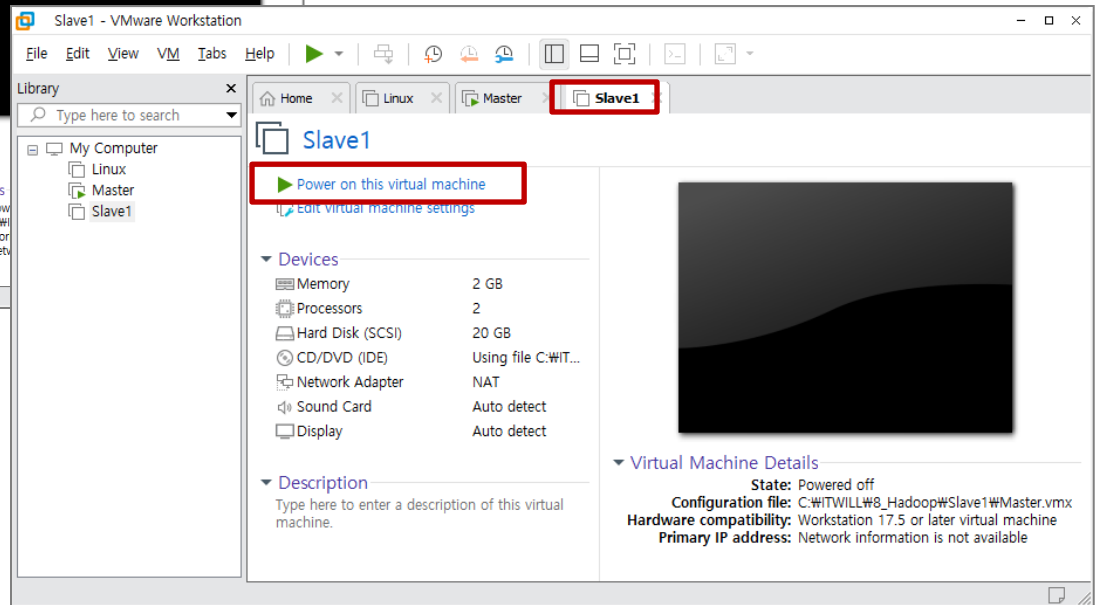 Slave1 - VMware Workstation
File Edit View VM Tabs Help
Library
Type here to search
My Computer
Linux
Master
Slave1
Home
Linux
Master
Slave1
Slave1
Power on this virtual machine
Edit virtual machine settings
Devices
Memory 2 GB
Processors 2
Hard Disk (SCSI) 20 GB
CD/DVD (IDE) Using file C:₩IT...
Network Adapter NAT
Sound Card Auto detect
Display Auto detect
Description
Type here to enter a description of this virtual
machine.
Virtual Machine Details
State: Powered off
Configuration file: C:₩ITWILL₩8_Hadoop₩Slave1₩Master.vmx
Hardware compatibility: Workstation 17.5 or later virtual machine
Primary IP address: Network information is not available